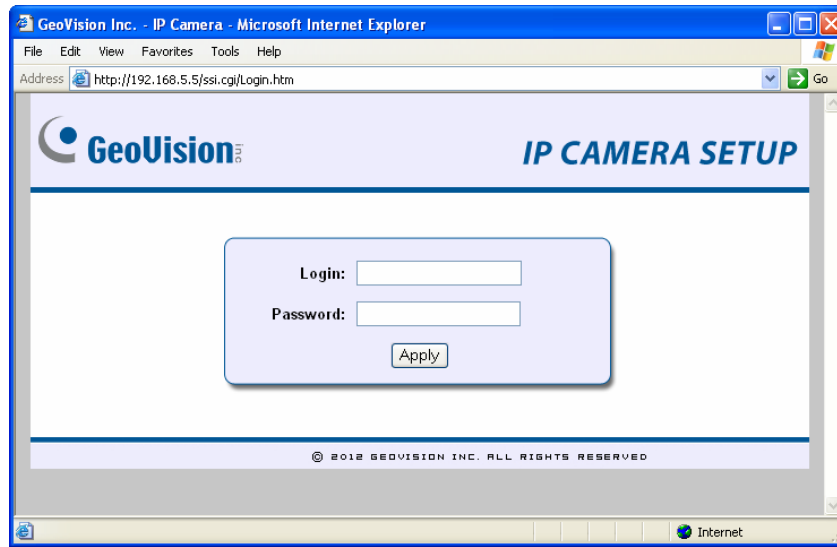 GeoVision Inc. - IP Camera - Microsoft Internet Explorer
File Edit View Favorites Tools Help
Address http://192.168.5.5/ssi.cgi/Login.htm Go
GeoVision inc
IP CAMERA SETUP
Login:
Password:
Apply
© 2012 GEOVISION INC. ALL RIGHTS RESERVED
Internet